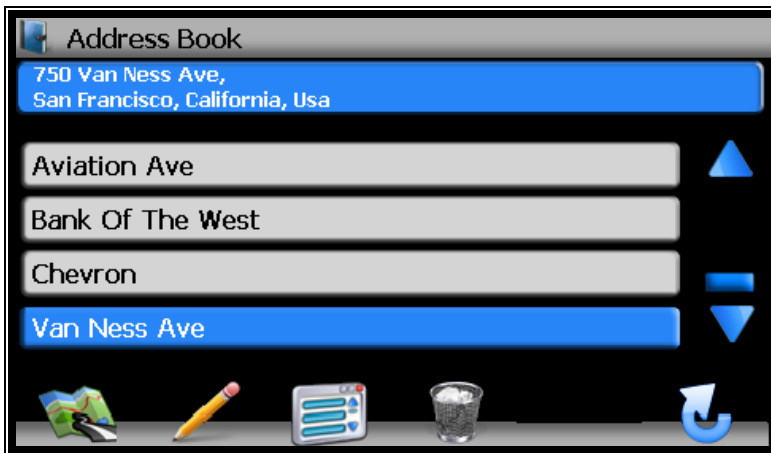 Address Book
750 Van Ness Ave,
San Francisco, California, Usa
Aviation Ave
Bank Of The West
Chevron
Van Ness Ave